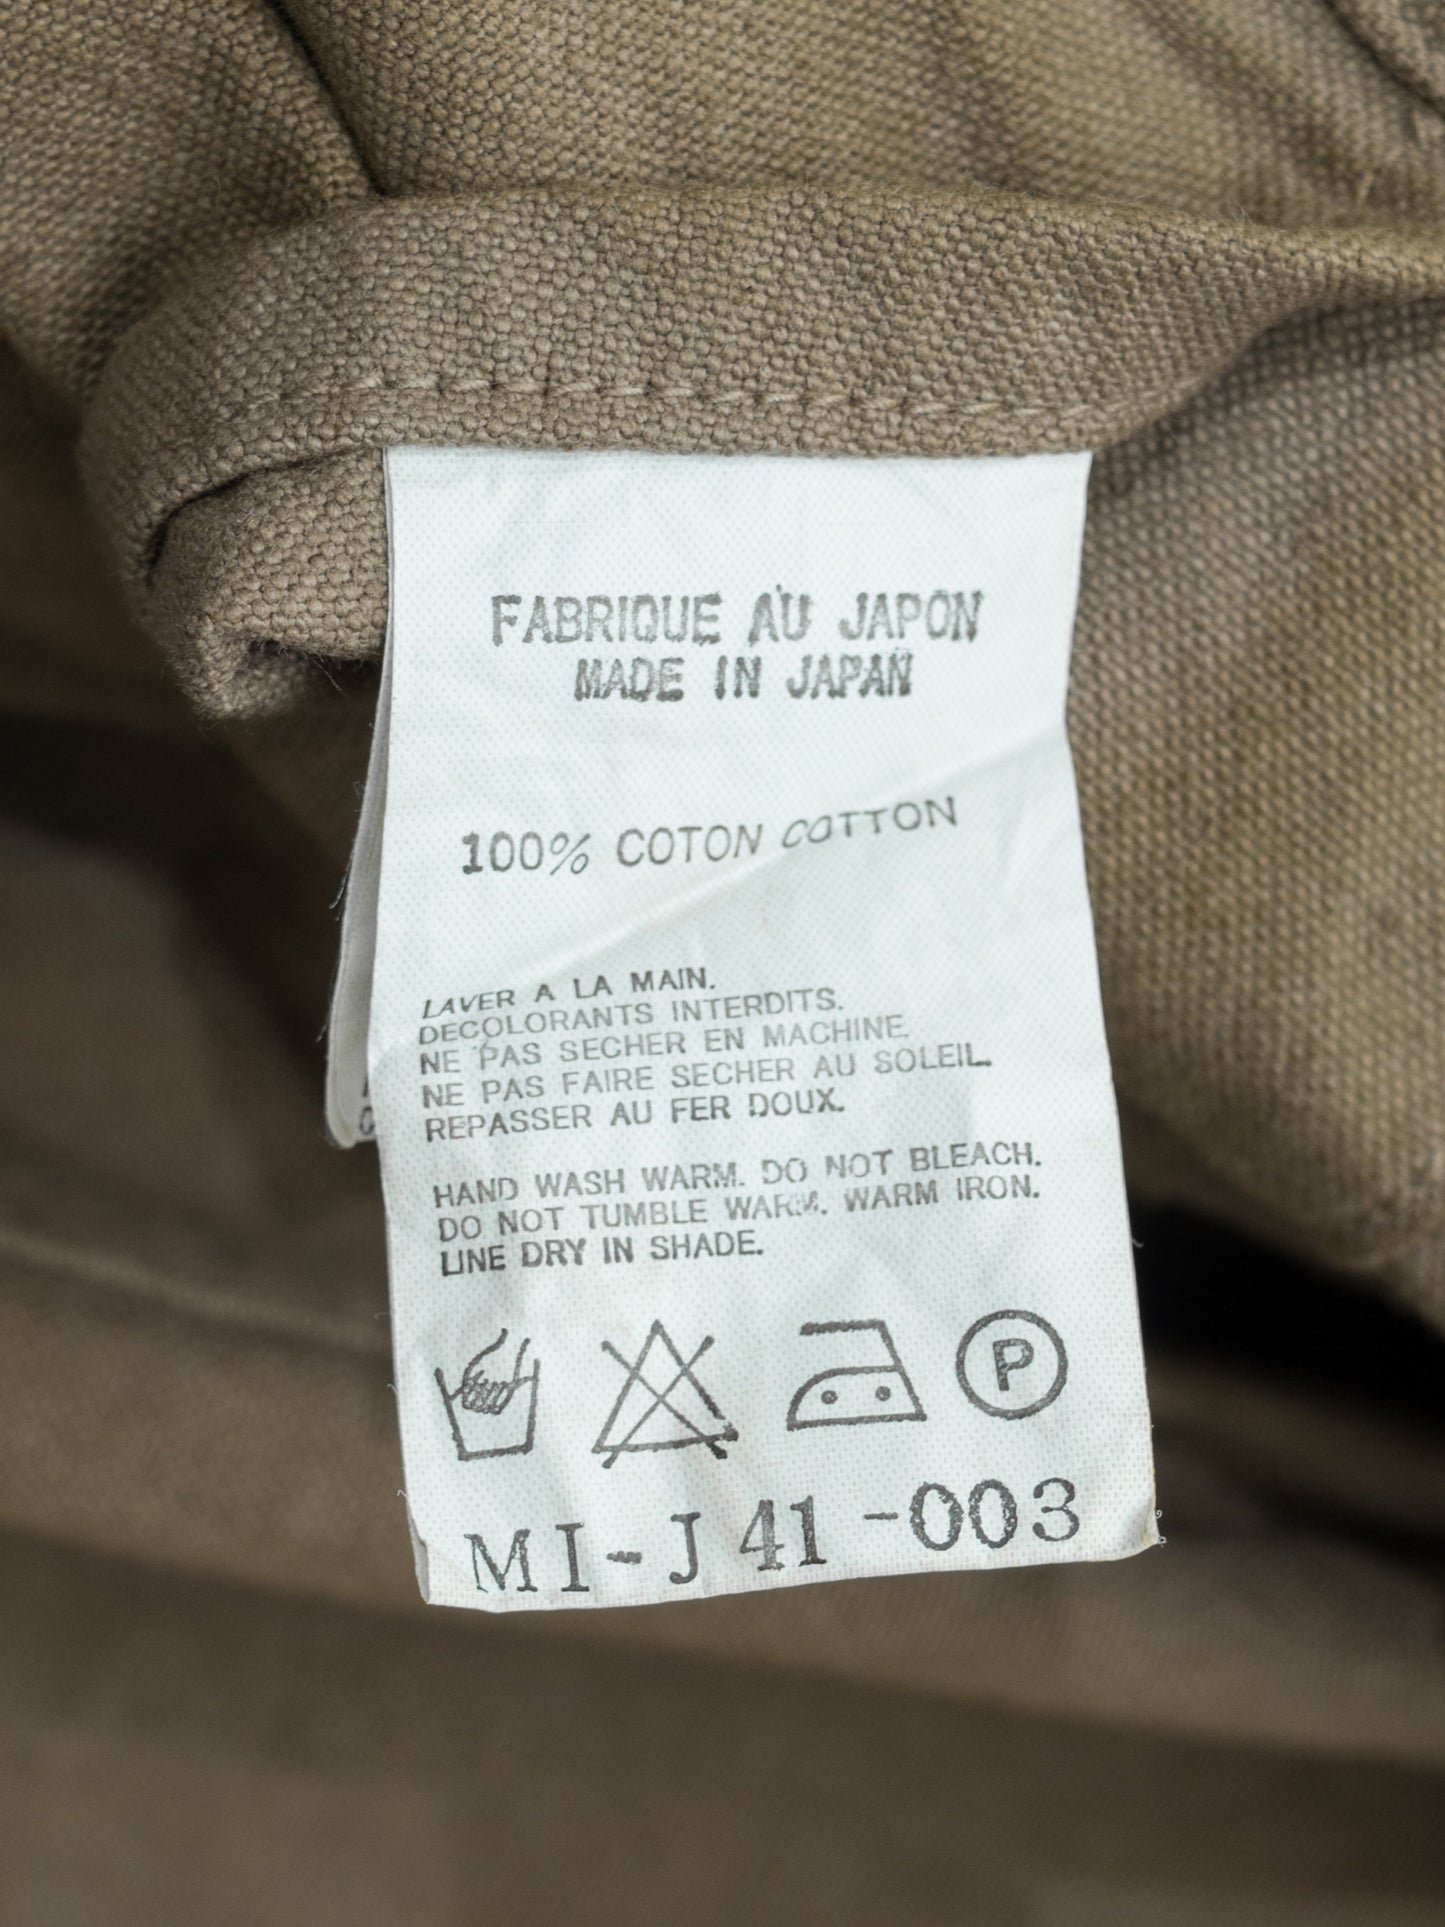 FABRIQUE AU JAPON
MADE IN JAPAN
100% COTON COTTON
LAVER A LA MAIN.
DECOLORANTS INTERDITS.
NE PAS SECHER EN MACHINE.
NE PAS FAIRE SECHER AU SOLEIL.
REPASSER AU FER DOUX.
HAND WASH WARM. DO NOT BLEACH.
DO NOT TUMBLE WARM. WARM IRON.
LINE DRY IN SHADE.
P
MI-J41-003